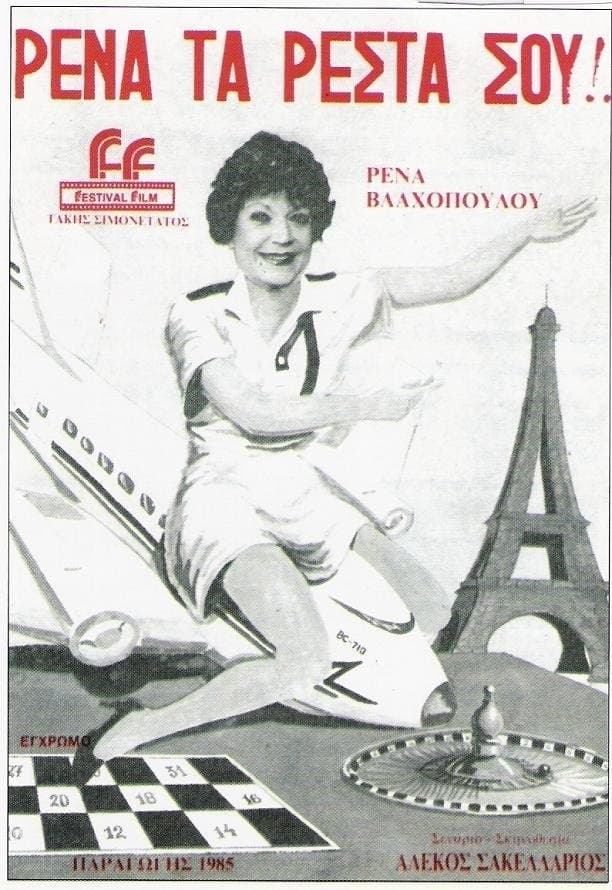 ΡΕΝΑ ΤΑ ΡΕΣΤΑ ΣΟΥ!!
FF
FESTIVAL FILM
ΤΑΚΗΣ ΣΙΜΟΝΕΤΑΤΟΣ
ΡΕΝΑ
ΒΛΑΧΟΠΟΥΛΟΥ
BC-710
ΕΓΧΡΩΜΟ
27 31
20 18 16
12 14
ΠΑΡΑΓΩΓΗΣ 1985
Σενάριο - Σκηνοθεσία
ΑΛΕΚΟΣ ΣΑΚΕΛΛΑΡΙΟΣ